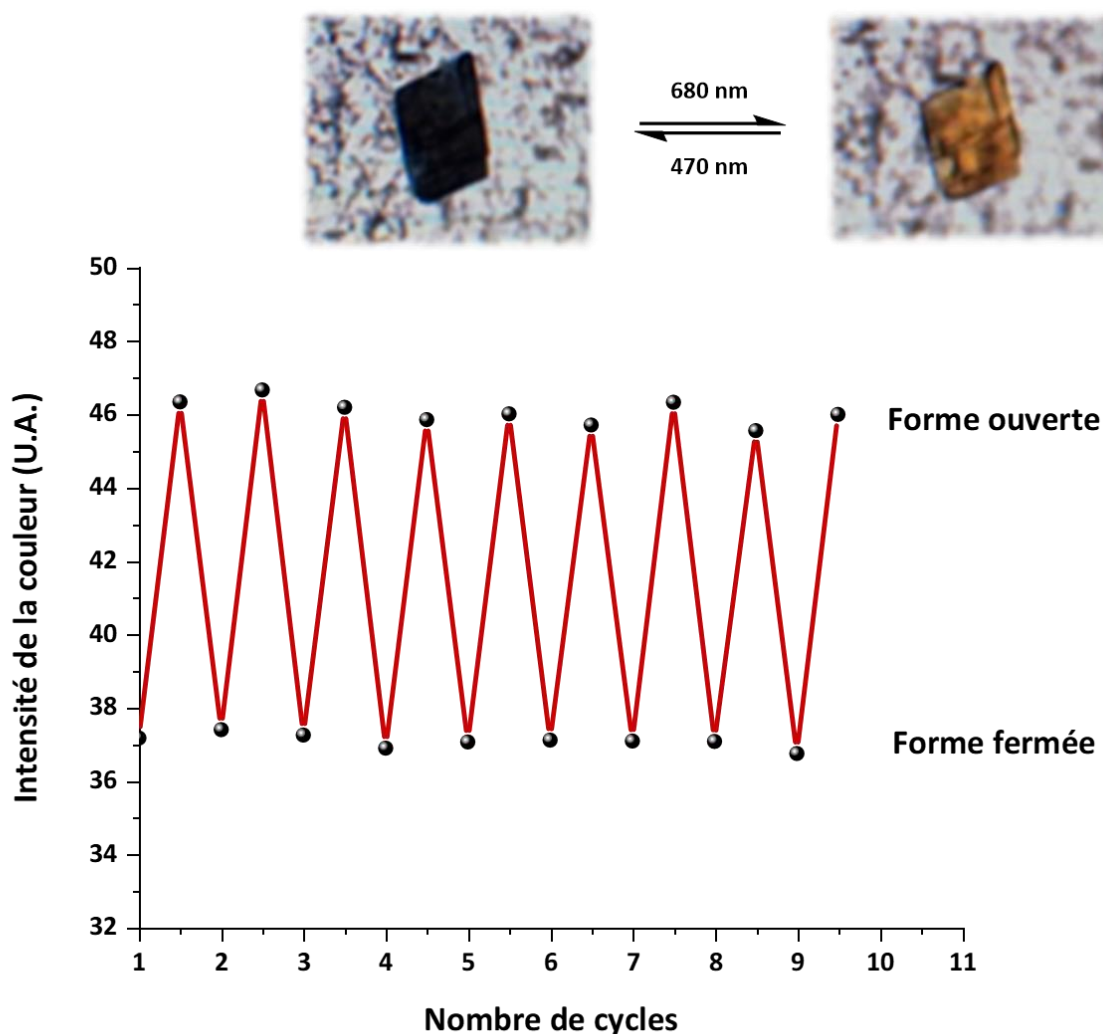 680 nm
470 nm
50
48
46
44
42
40
38
36
34
32
Intensité de la couleur (U.A.)
Forme ouverte
Forme fermée
1 2 3 4 5 6 7 8 9 10 11
Nombre de cycles